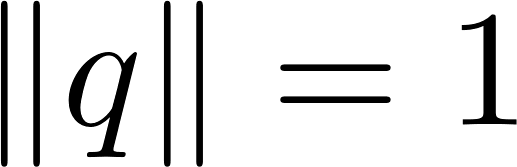 ‖q‖ = 1